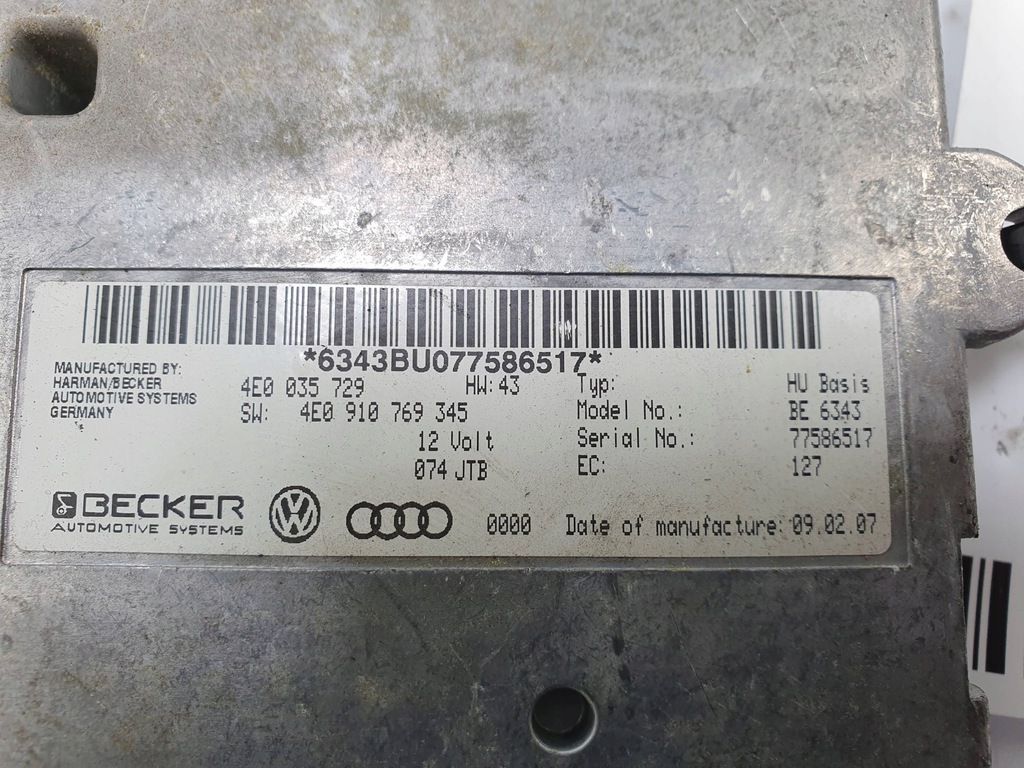 *6343BU077586517*
MANUFACTURED BY:
HARMAN/BECKER
AUTOMOTIVE SYSTEMS
GERMANY
4E0 035 729 HW:43
SW: 4E0 910 769 345
12 Volt
074 JTB
Typ: HU Basis
Model No.: BE 6343
Serial No.: 77586517
EC: 127
BECKER
AUTOMOTIVE SYSTEMS
VW
0000
Date of manufacture: 09.02.07